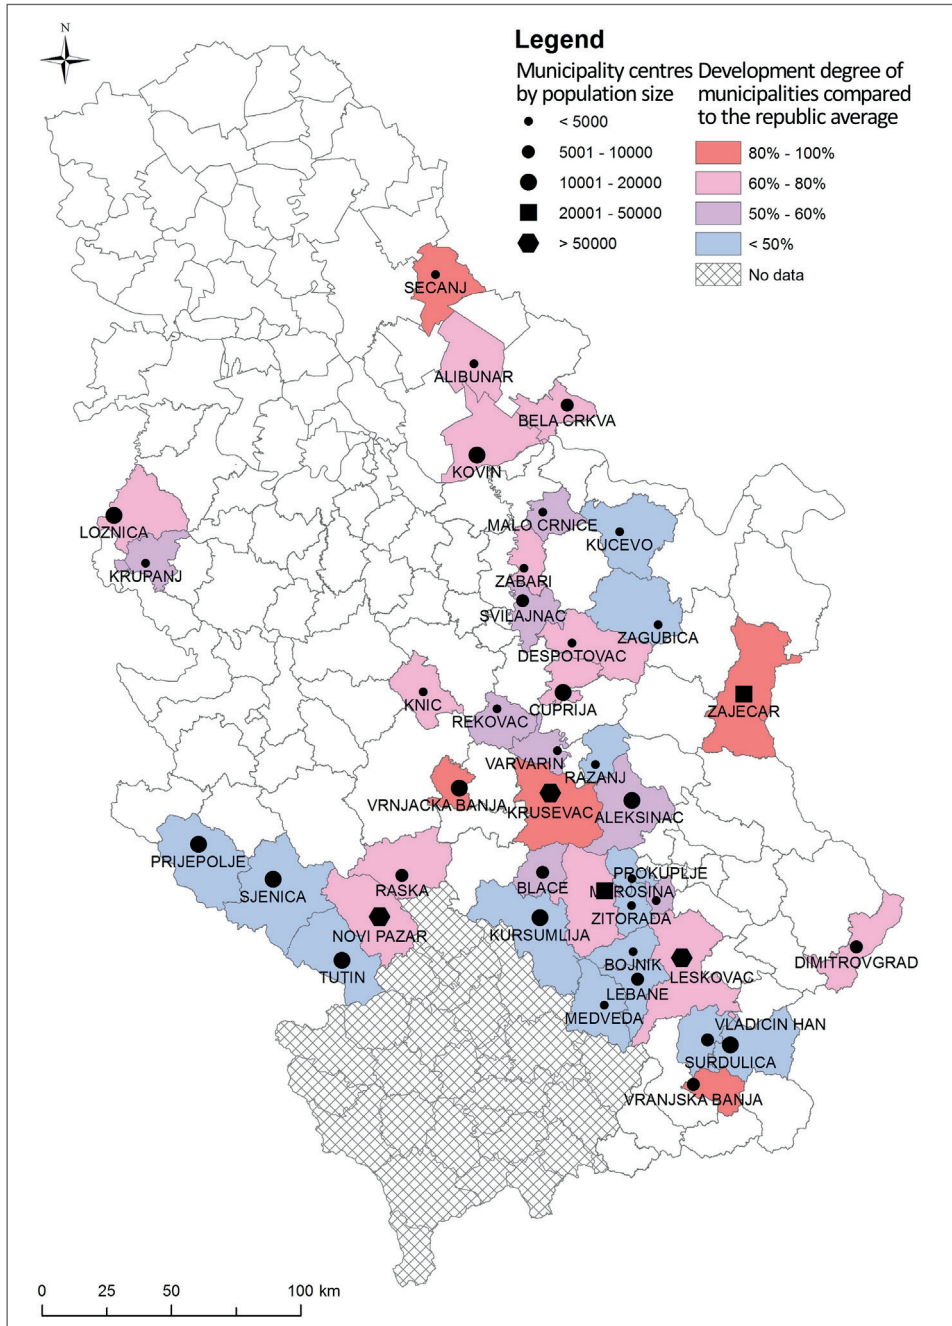 N
Legend
Municipality centres
by population size
< 5000
5001 - 10000
10001 - 20000
20001 - 50000
> 50000
Development degree of
municipalities compared
to the republic average
80% - 100%
60% - 80%
50% - 60%
< 50%
No data
SECANJ
ALIBUNAR
BELA CRKVA
KOVIN
LOZNICA
KRUPANJ
MALO CRNICE
KUCEVO
ZABARI
SVILAJNAC
ZAGUBICA
DESPOTOVAC
KNIC
CUPRIJA
REKOVAC
ZAJECAR
VARVARIN
RAZANJ
VRNJACKA BANJA
KRUSEVAC
ALEKSINAC
PRIJEPOLJE
SJENICA
RASKA
BLACE
PROKUPLJE
MEROSINA
ZITORADA
NOVI PAZAR
KURSUMLIJA
TUTIN
BOJNIK
LESKOVAC
DIMITROVGRAD
LEBANE
MEDVEDA
VLADICIN HAN
SURDULICA
VRANJSKA BANJA
0 25 50 100 km